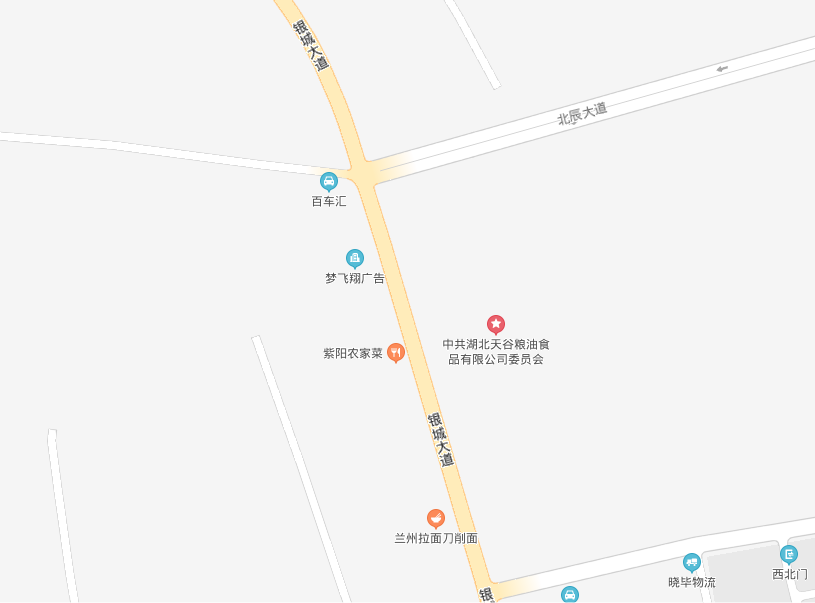 银城大道
北辰大道
百车汇
梦飞翔广告
中共湖北天谷粮油食
品有限公司委员会
紫阳农家菜
银城大道
兰州拉面刀削面
晓毕物流
西北门
银